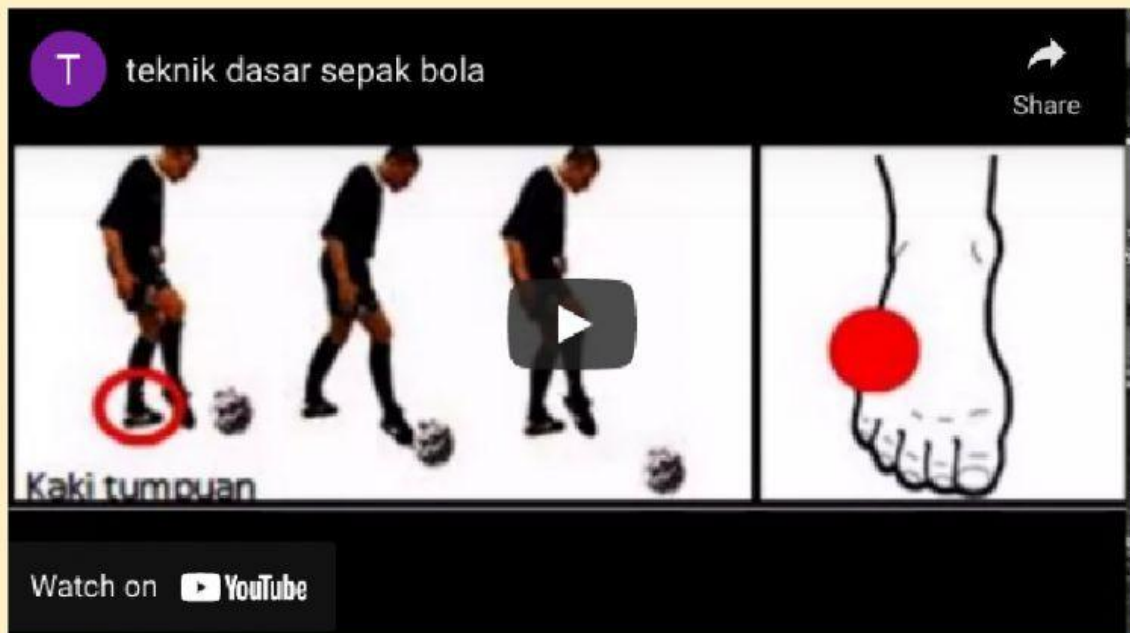 T
teknik dasar sepak bola
Share
Kaki tumpuan
Watch on YouTube